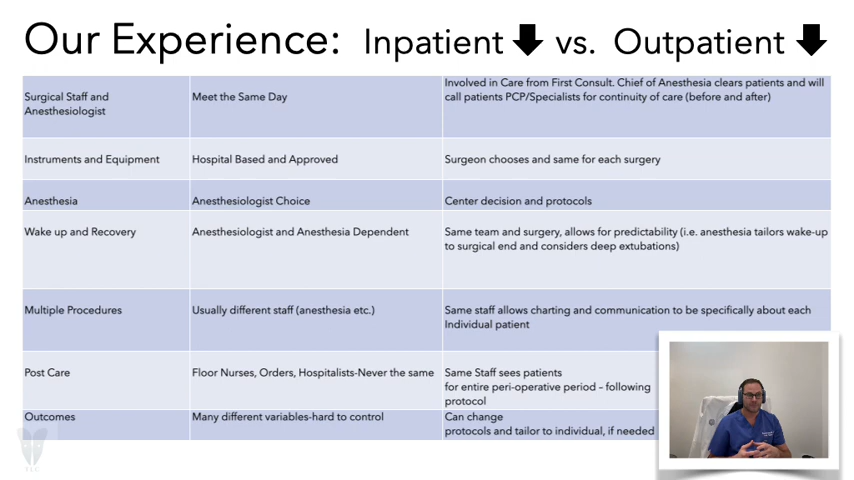 Our Experience: Inpatient vs. Outpatient
Surgical Staff and
Anesthesiologist
Meet the Same Day
Involved in Care from First Consult. Chief of Anesthesia clears patients and will
call patients PCP/Specialists for continuity of care (before and after)
Instruments and Equipment
Hospital Based and Approved
Surgeon chooses and same for each surgery
Anesthesia
Anesthesiologist Choice
Center decision and protocols
Wake up and Recovery
Anesthesiologist and Anesthesia Dependent
Same team and surgery, allows for predictability (i.e. anesthesia tailors wake-up
to surgical end and considers deep extubations)
Multiple Procedures
Usually different staff (anesthesia etc.)
Same staff allows charting and communication to be specifically about each
Individual patient
Post Care
Floor Nurses, Orders, Hospitalists-Never the same
Same Staff sees patients
for entire peri-operative period – following
protocol
Outcomes
Many different variables-hard to control
Can change
protocols and tailor to individual, if needed
TLC